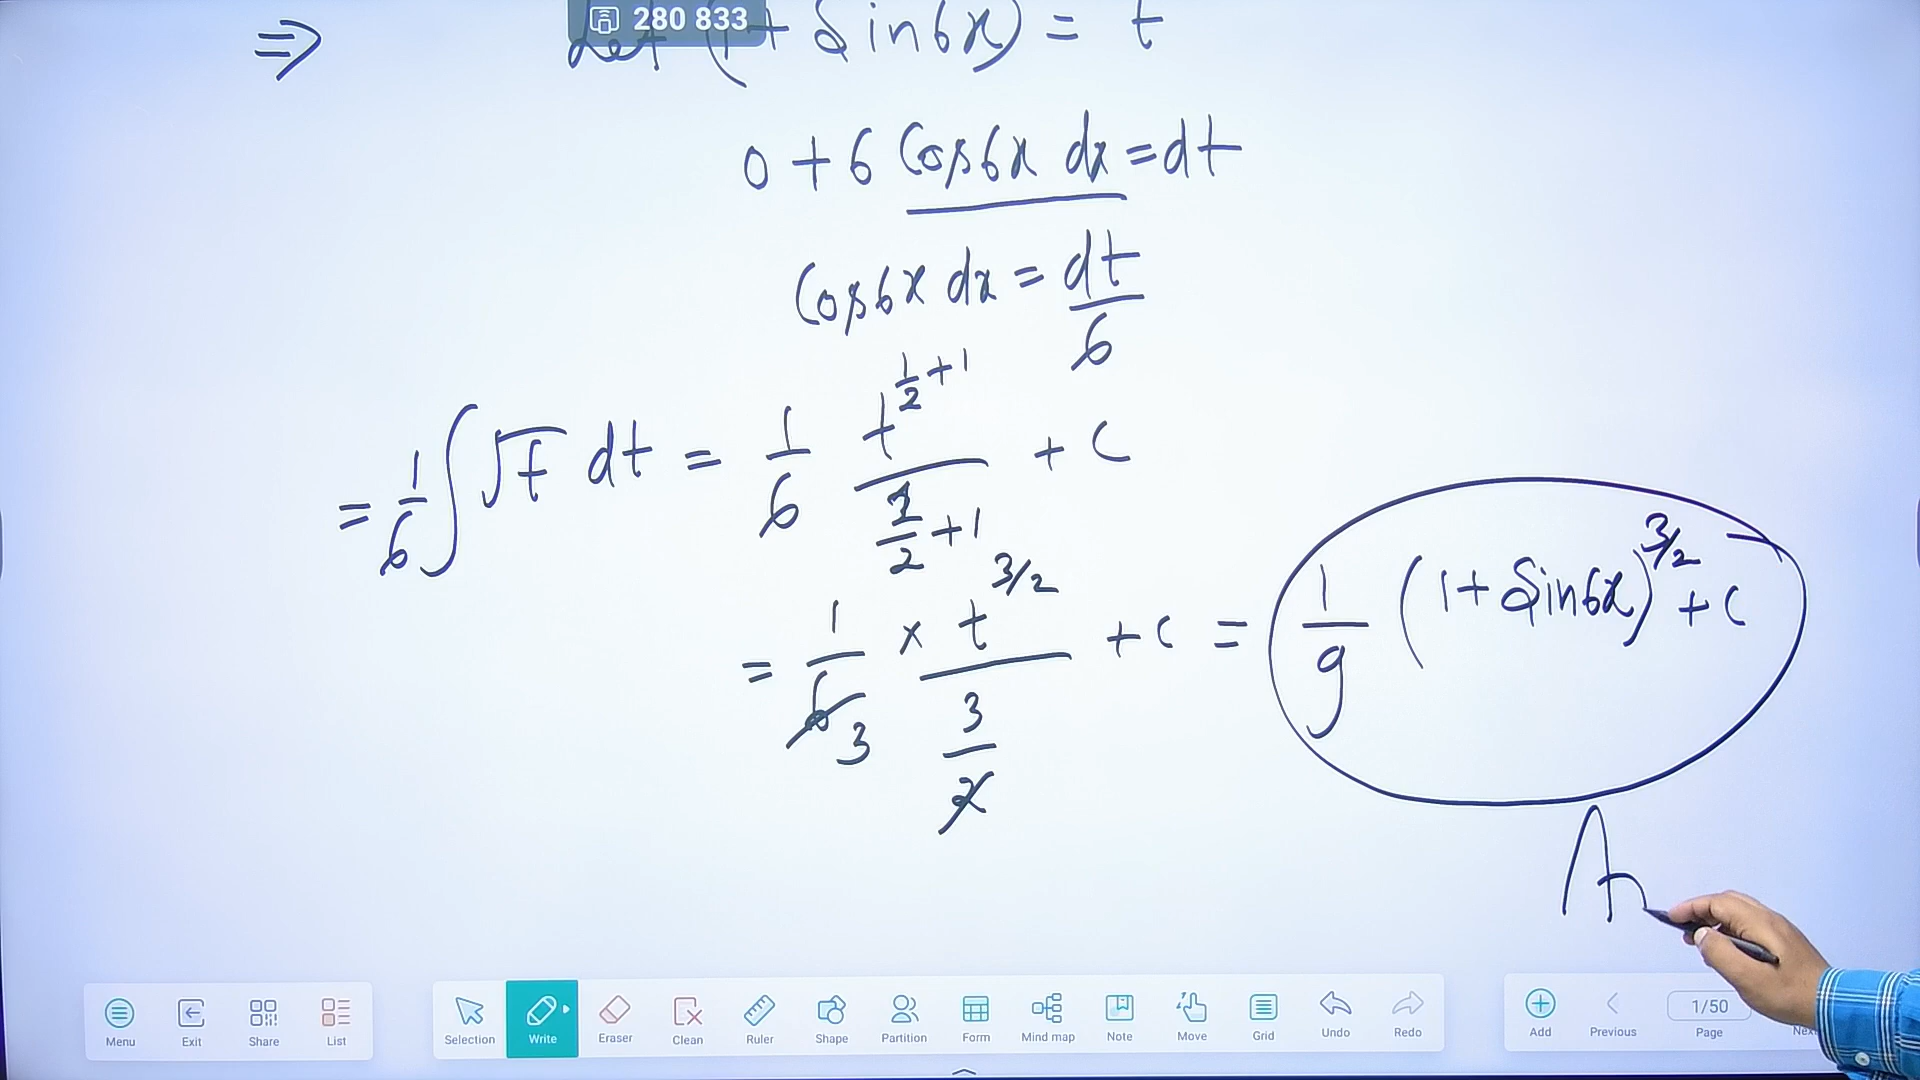 280 833
⇒ Let (1 + Sin6x) = t
0 + 6 Cos6x dx = dt
Cos6x dx = dt/6
= 1/6 ∫ √t dt = 1/6 t^(1/2+1) / (1/2+1) + C
= 1/6 3 × t^(3/2) / (3/2) + C = 1/9 (1 + Sin6x)^(3/2) + C
An
Menu Exit Share List Selection Write Eraser Clean Ruler Shape Partition Form Mind map Note Move Grid Undo Redo Add Previous 1/50 Page